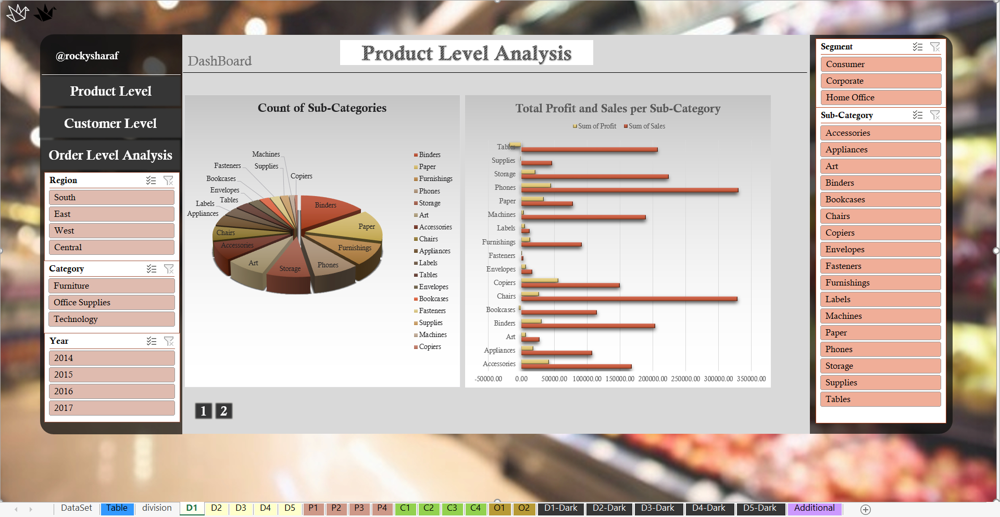 @rockysharaf
Product Level
Customer Level
Order Level Analysis
Region
South
East
West
Central
Category
Furniture
Office Supplies
Technology
Year
2014
2015
2016
2017
DashBoard
Product Level Analysis
Count of Sub-Categories
Machines
Fasteners
Supplies
Copiers
Bookcases
Envelopes
Tables
Labels
Appliances
Chairs
Accessories
Art
Storage
Phones
Furnishings
Paper
Binders
Binders
Paper
Furnishings
Phones
Storage
Art
Accessories
Chairs
Appliances
Labels
Tables
Envelopes
Bookcases
Fasteners
Supplies
Machines
Copiers
Total Profit and Sales per Sub-Category
Sum of Profit Sum of Sales
Tables
Supplies
Storage
Phones
Paper
Machines
Labels
Furnishings
Fasteners
Envelopes
Copiers
Chairs
Bookcases
Binders
Art
Appliances
Accessories
-50000.00 0.00 50000.00 100000.00 150000.00 200000.00 250000.00 300000.00 350000.00
1 2
Segment
Consumer
Corporate
Home Office
Sub-Category
Accessories
Appliances
Art
Binders
Bookcases
Chairs
Copiers
Envelopes
Fasteners
Furnishings
Labels
Machines
Paper
Phones
Storage
Supplies
Tables
DataSet Table division D1 D2 D3 D4 D5 P1 P2 P3 P4 C1 C2 C3 C4 O1 O2 D1-Dark D2-Dark D3-Dark D4-Dark D5-Dark Additional